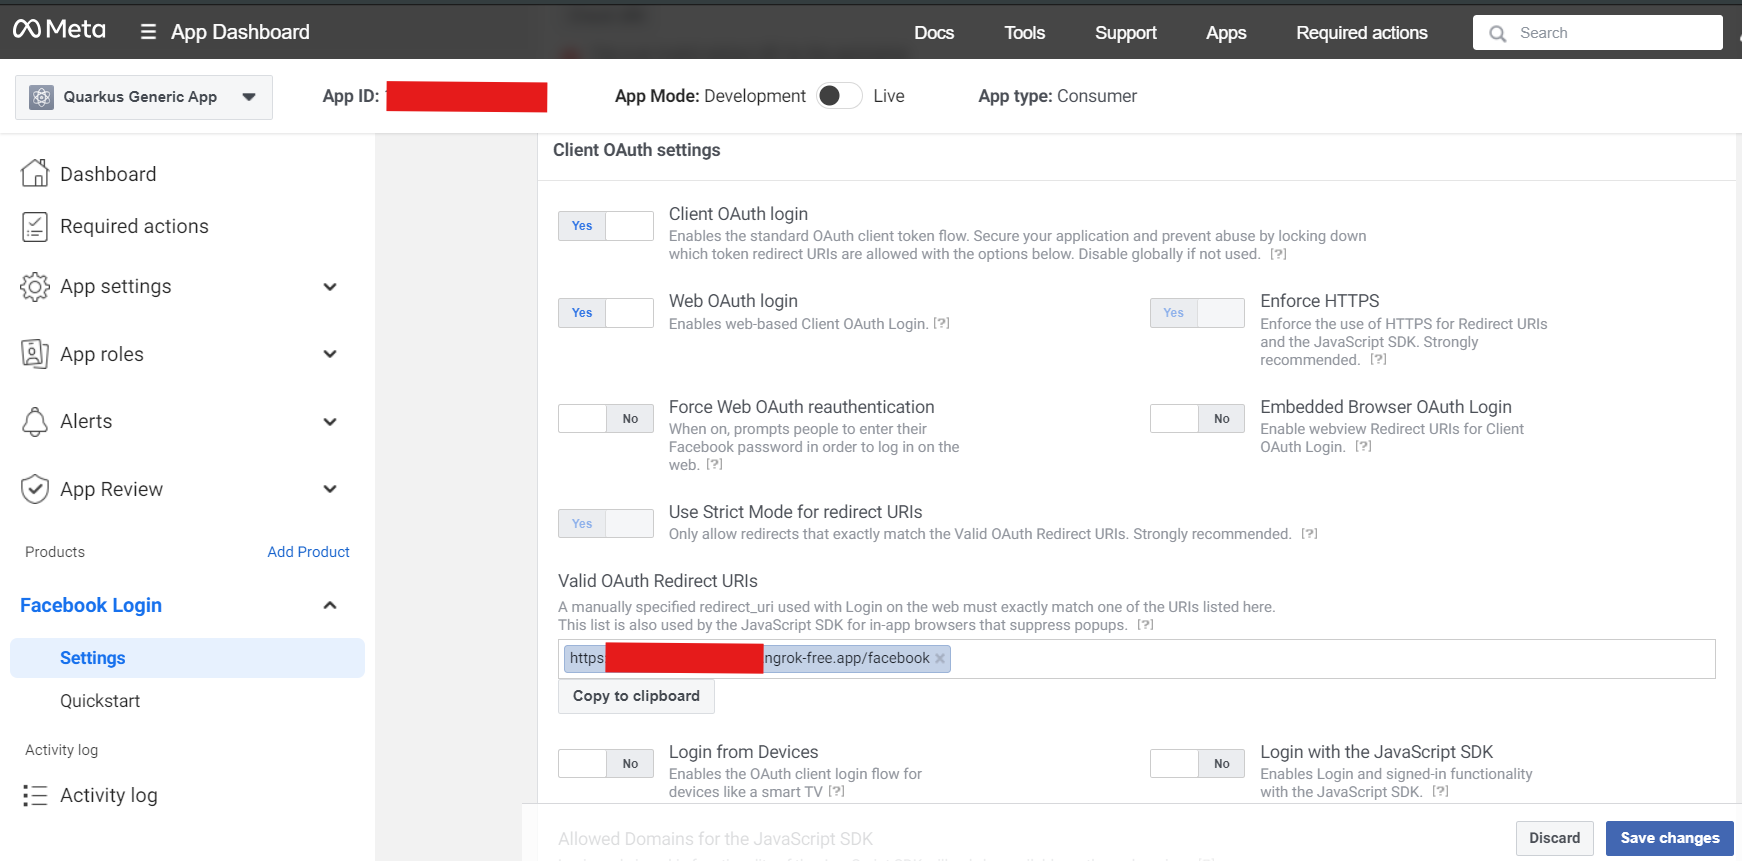 Meta
App Dashboard
Docs
Tools
Support
Apps
Required actions
Search
Quarkus Generic App
App ID:
App Mode: Development
Live
App type: Consumer
Dashboard
Required actions
App settings
App roles
Alerts
App Review
Products
Add Product
Facebook Login
Settings
Quickstart
Activity log
Activity log
Client OAuth settings
Yes
Client OAuth login
Enables the standard OAuth client token flow. Secure your application and prevent abuse by locking down
which token redirect URIs are allowed with the options below. Disable globally if not used. [?]
Yes
Web OAuth login
Enables web-based Client OAuth Login. [?]
Yes
Enforce HTTPS
Enforce the use of HTTPS for Redirect URIs
and the JavaScript SDK. Strongly
recommended. [?]
No
Force Web OAuth reauthentication
When on, prompts people to enter their
Facebook password in order to log in on the
web. [?]
No
Embedded Browser OAuth Login
Enable webview Redirect URIs for Client
OAuth Login. [?]
Yes
Use Strict Mode for redirect URIs
Only allow redirects that exactly match the Valid OAuth Redirect URIs. Strongly recommended. [?]
Valid OAuth Redirect URIs
A manually specified redirect_uri used with Login on the web must exactly match one of the URIs listed here.
This list is also used by the JavaScript SDK for in-app browsers that suppress popups. [?]
https ngrok-free.app/facebook
Copy to clipboard
No
Login from Devices
Enables the OAuth client login flow for
devices like a smart TV [?]
No
Login with the JavaScript SDK
Enables Login and signed-in functionality
with the JavaScript SDK. [?]
Allowed Domains for the JavaScript SDK
Discard
Save changes